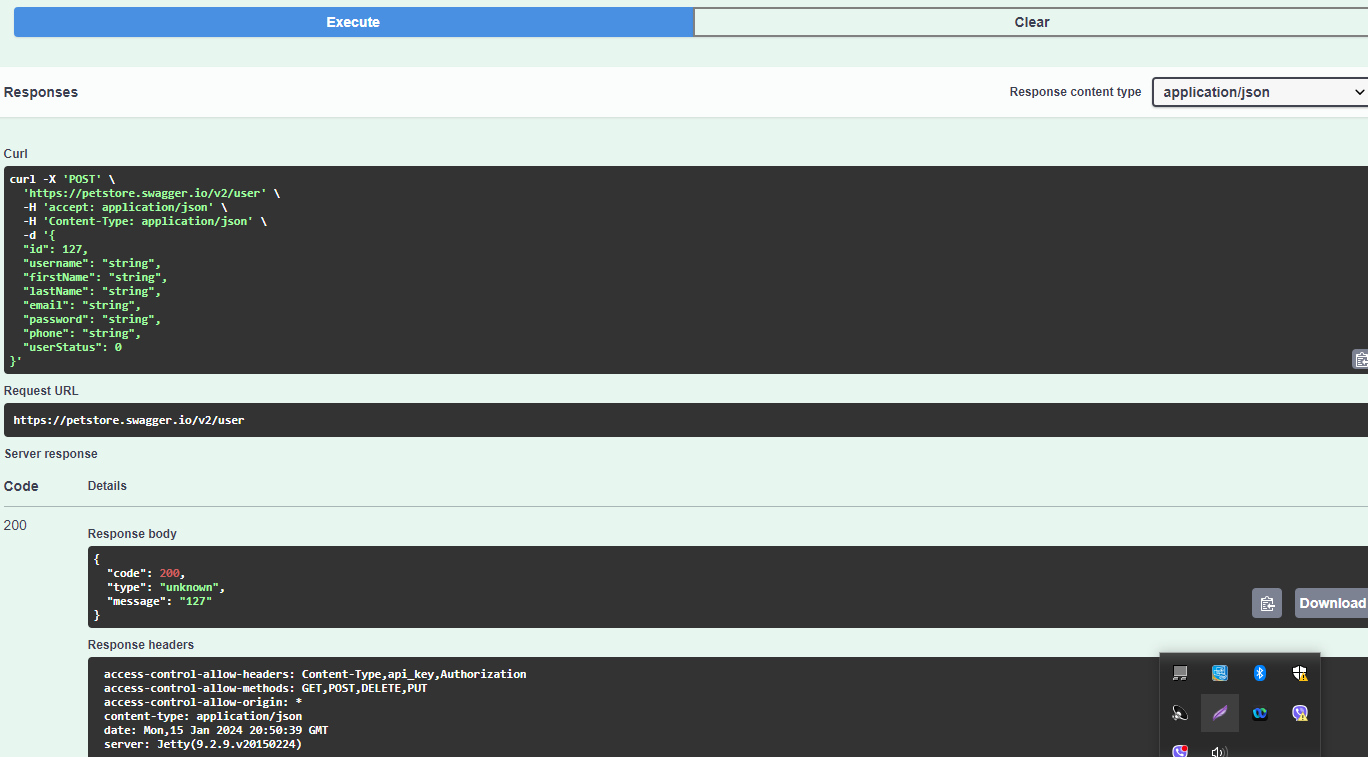 Execute
Clear
Responses
Response content type
application/json
Curl
curl -X 'POST' \
  'https://petstore.swagger.io/v2/user' \
  -H 'accept: application/json' \
  -H 'Content-Type: application/json' \
  -d '{
  "id": 127,
  "username": "string",
  "firstName": "string",
  "lastName": "string",
  "email": "string",
  "password": "string",
  "phone": "string",
  "userStatus": 0
}'
Request URL
https://petstore.swagger.io/v2/user
Server response
Code
Details
200
Response body
{
  "code": 200,
  "type": "unknown",
  "message": "127"
}
Download
Response headers
access-control-allow-headers: Content-Type,api_key,Authorization
access-control-allow-methods: GET,POST,DELETE,PUT
access-control-allow-origin: *
content-type: application/json
date: Mon,15 Jan 2024 20:50:39 GMT
server: Jetty(9.2.9.v20150224)